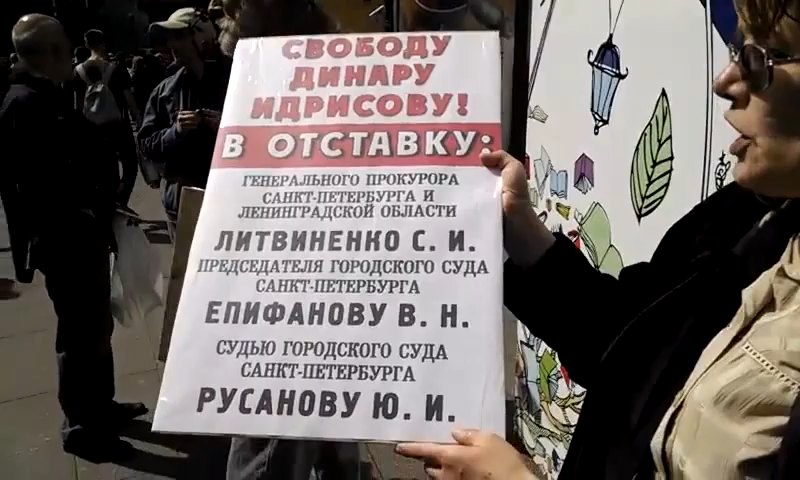 СВОБОДУ
ДИНАРУ
ИДРИСОВУ!
В ОТСТАВКУ:
ГЕНЕРАЛЬНОГО ПРОКУРОРА
САНКТ-ПЕТЕРБУРГА И
ЛЕНИНГРАДСКОЙ ОБЛАСТИ
ЛИТВИНЕНКО С. И.
ПРЕДСЕДАТЕЛЯ ГОРОДСКОГО СУДА
САНКТ-ПЕТЕРБУРГА
ЕПИФАНОВУ В. Н.
СУДЬЮ ГОРОДСКОГО СУДА
САНКТ-ПЕТЕРБУРГА
РУСАНОВУ Ю. И.